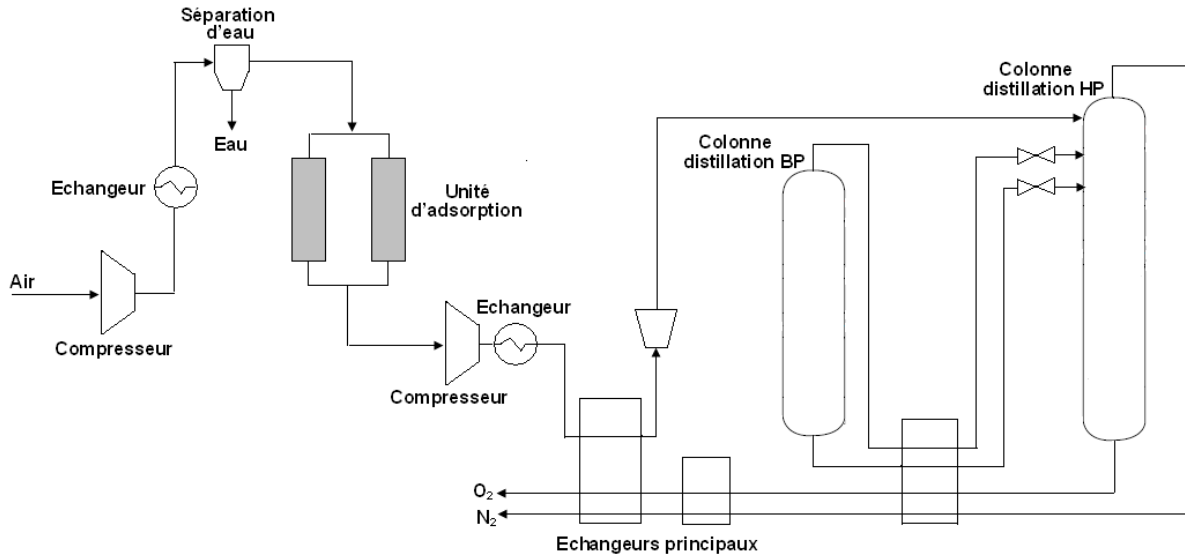 Séparation
d'eau
Eau
Echangeur
Air
Compresseur
Unité
d'adsorption
Echangeur
Compresseur
Colonne
distillation BP
Colonne
distillation HP
O₂
N₂
Echangeurs principaux